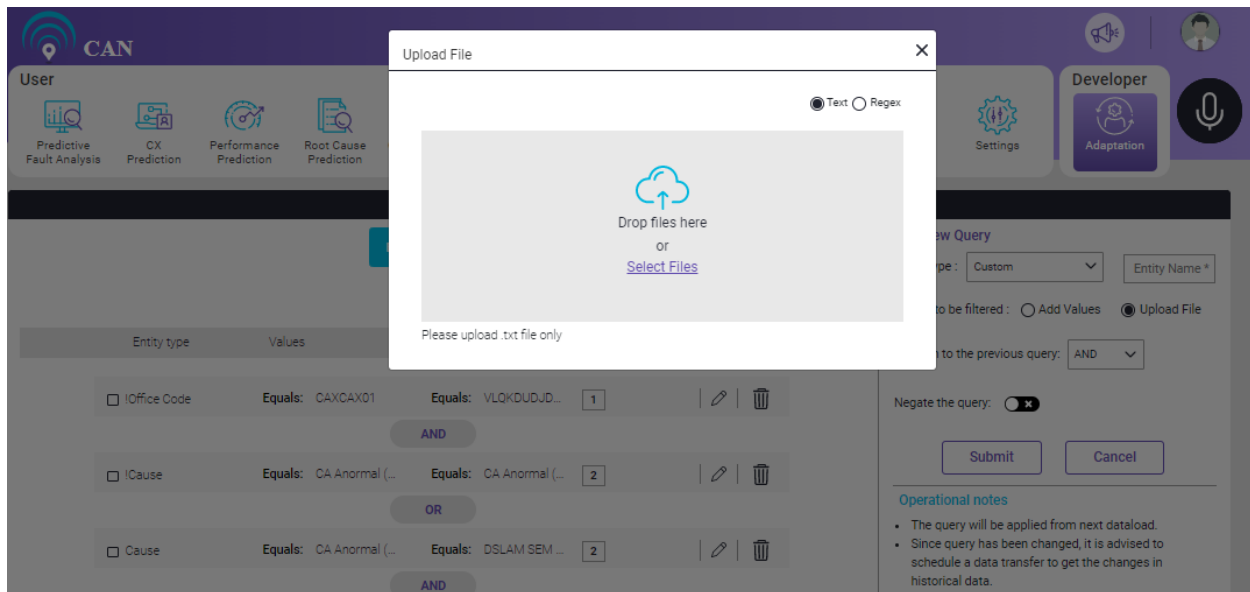 CAN
Upload File
User
Developer
Text Regex
Predictive
Fault Analysis
CX
Prediction
Performance
Prediction
Root Cause
Prediction
Settings
Adaptation
Drop files here
or
Select Files
Please upload .txt file only
Query
Custom
Entity Name *
to be filtered : Add Values Upload File
to the previous query: AND
Negate the query:
Submit Cancel
Operational notes
• The query will be applied from next dataload.
• Since query has been changed, it is advised to
schedule a data transfer to get the changes in
historical data.
Entity type Values
!Office Code Equals: CAXCAX01 Equals: VLQKDUDJD... 1
AND
!Cause Equals: CA Anormal (... Equals: CA Anormal (... 2
OR
Cause Equals: CA Anormal (... Equals: DSLAM SEM ... 2
AND